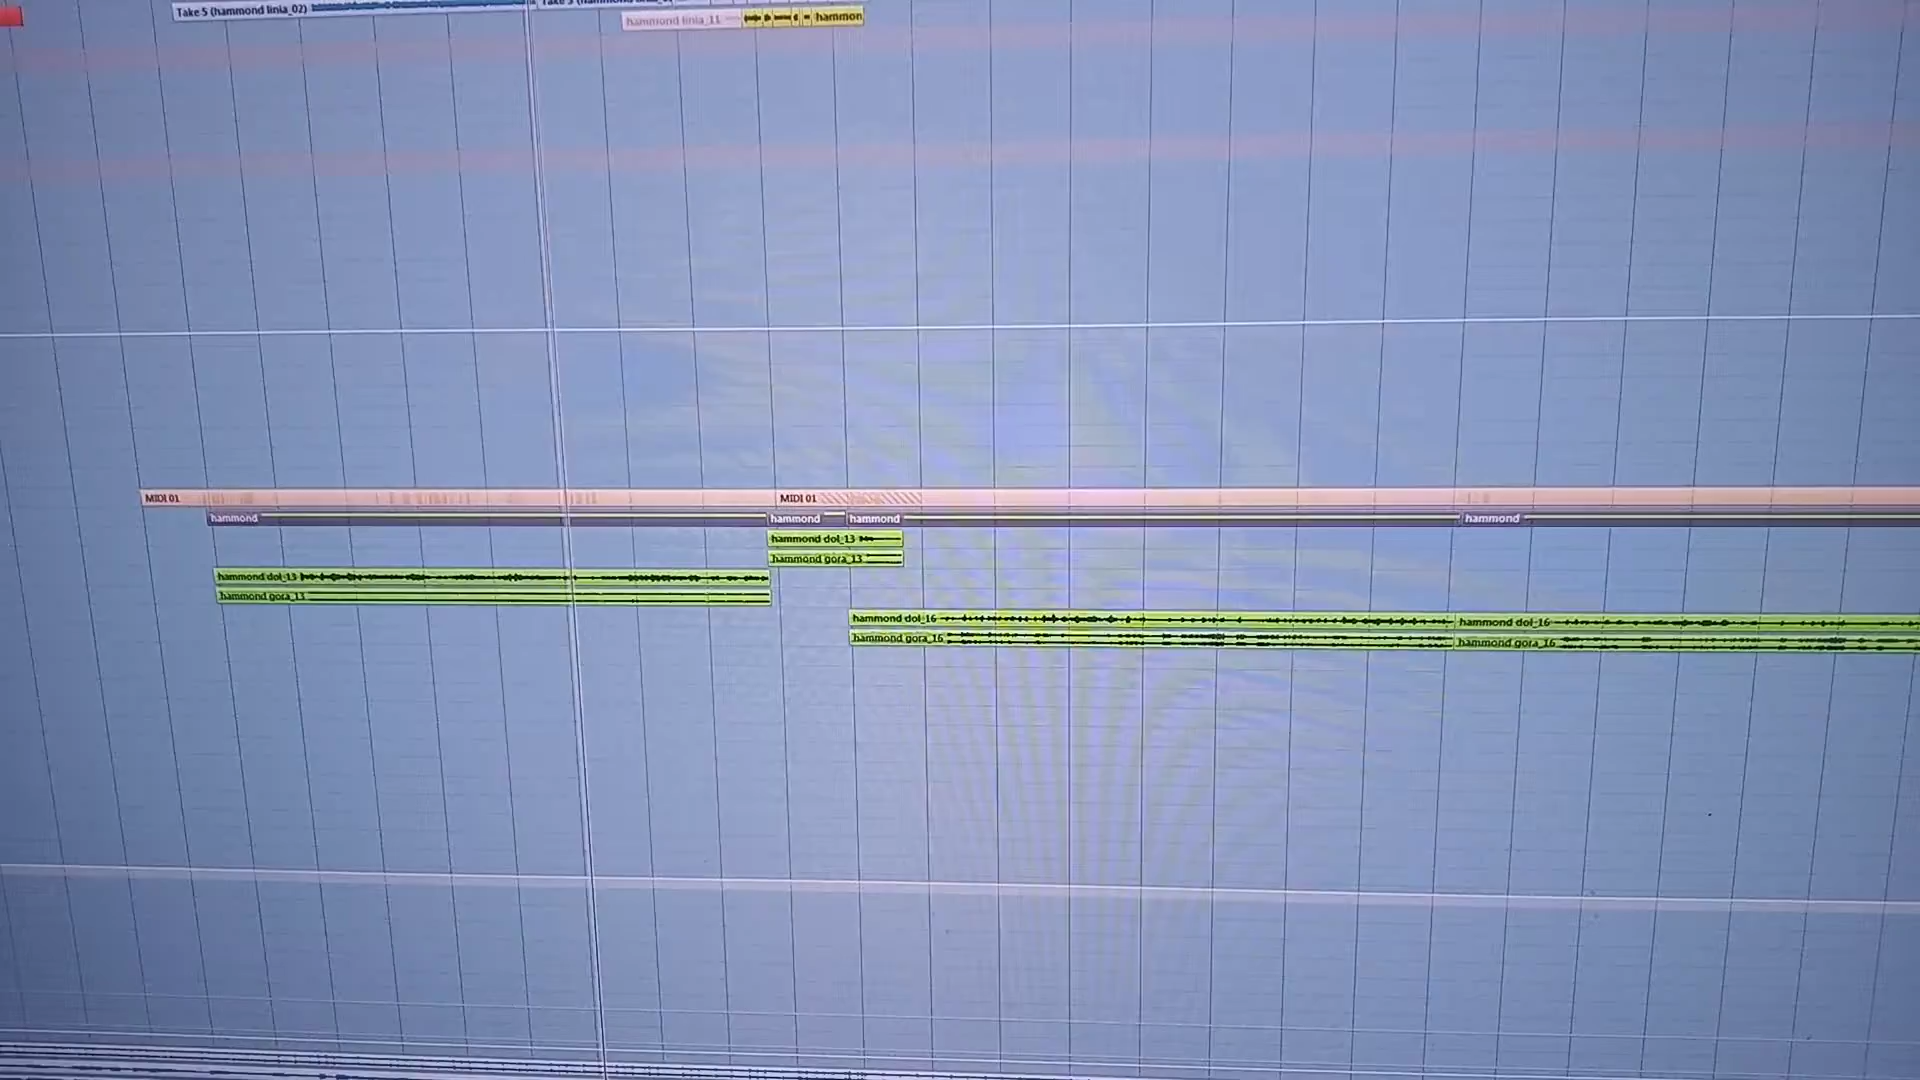 Take 5 (hammond linia_02)
hammond linia_11
hammon
MIDI 01
MIDI 01
hammond
hammond
hammond
hammond
hammond dol_13
hammond gora_13
hammond dol_13
hammond gora_13
hammond dol_16
hammond dol_16
hammond gora_16
hammond gora_16